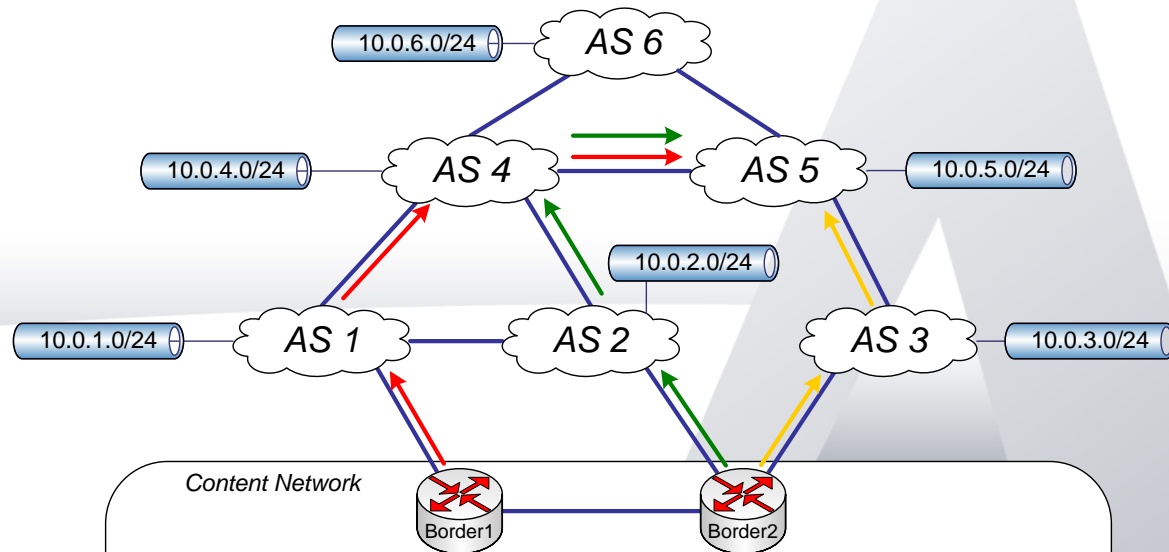 10.0.6.0/24
AS 6
10.0.4.0/24
AS 4
AS 5
10.0.5.0/24
10.0.2.0/24
10.0.1.0/24
AS 1
AS 2
AS 3
10.0.3.0/24
Content Network
Border1
Border2